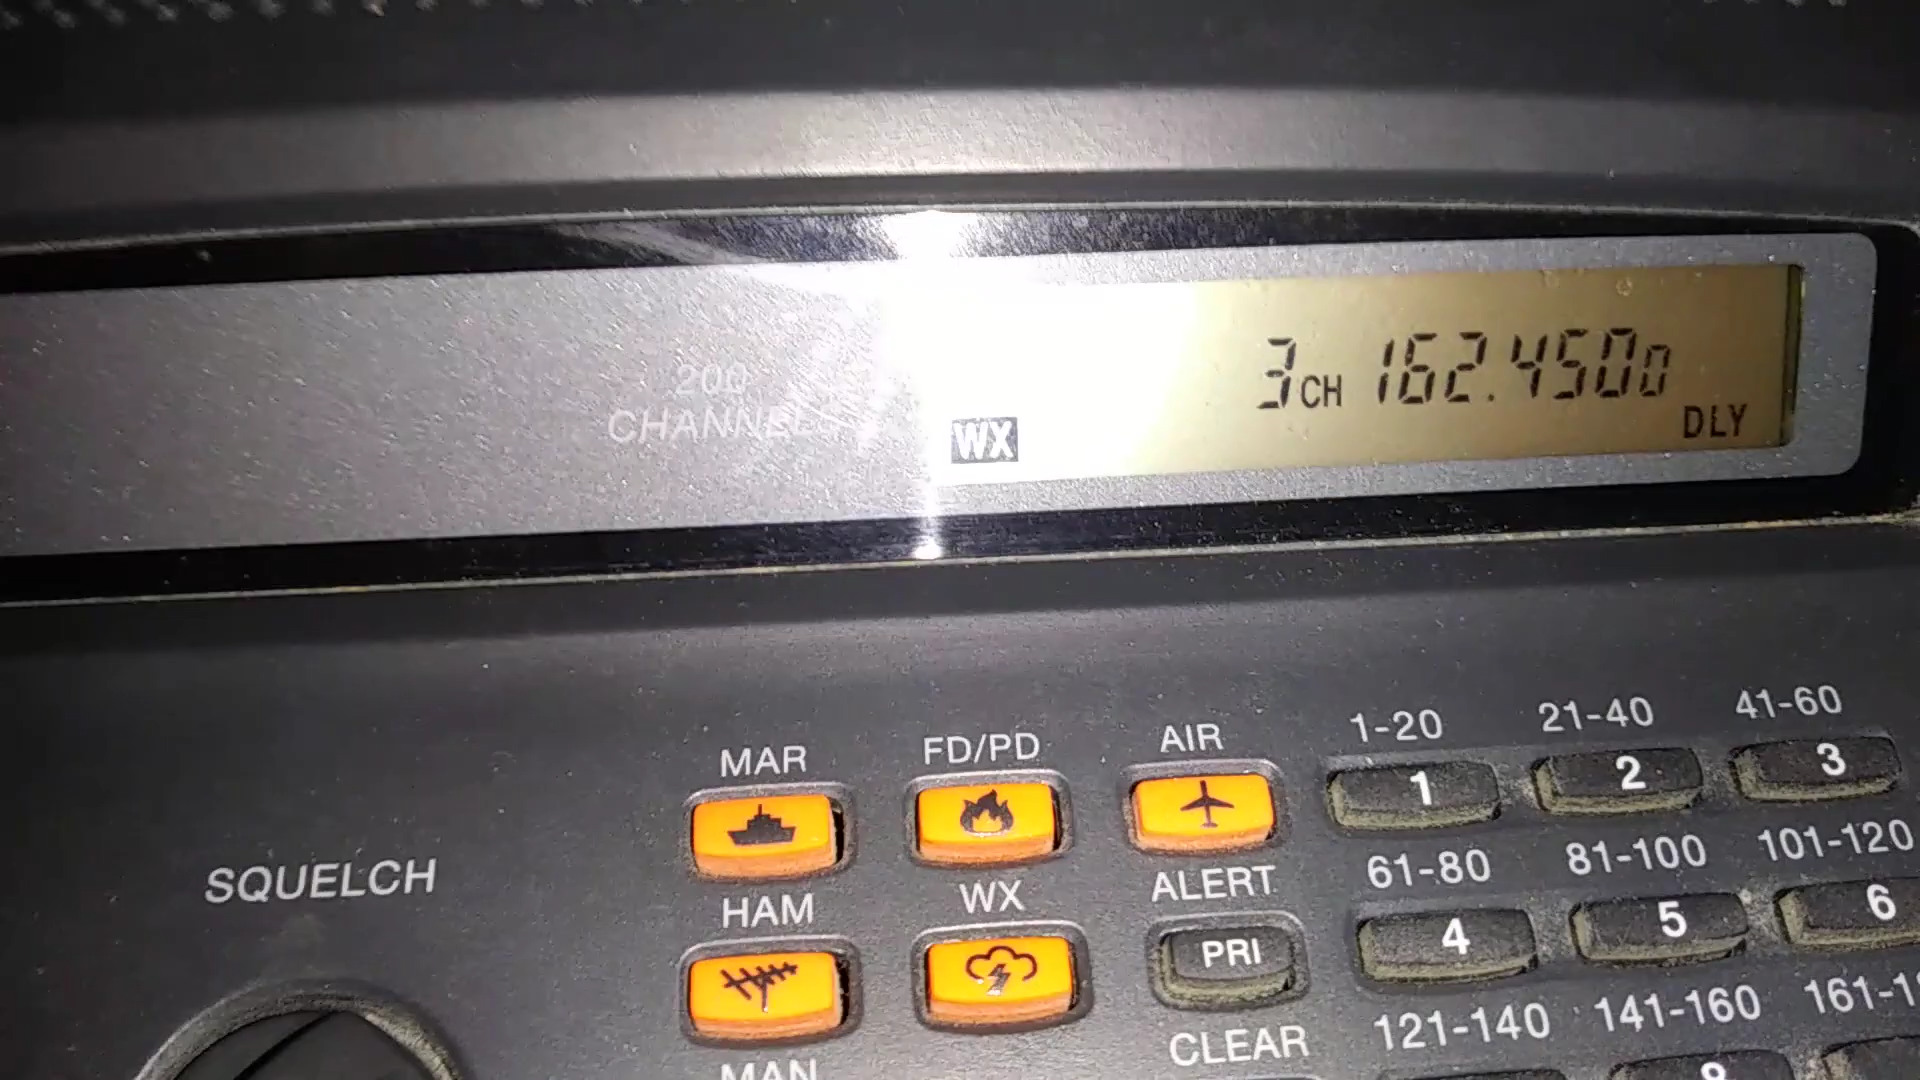 200
CHANNEL
WX
3CH 162.4500
DLY
MAR FD/PD AIR
1-20 21-40 41-60
1 2 3
SQUELCH
HAM WX ALERT
61-80 81-100 101-120
PRI 4 5 6
MAN CLEAR
121-140 141-160